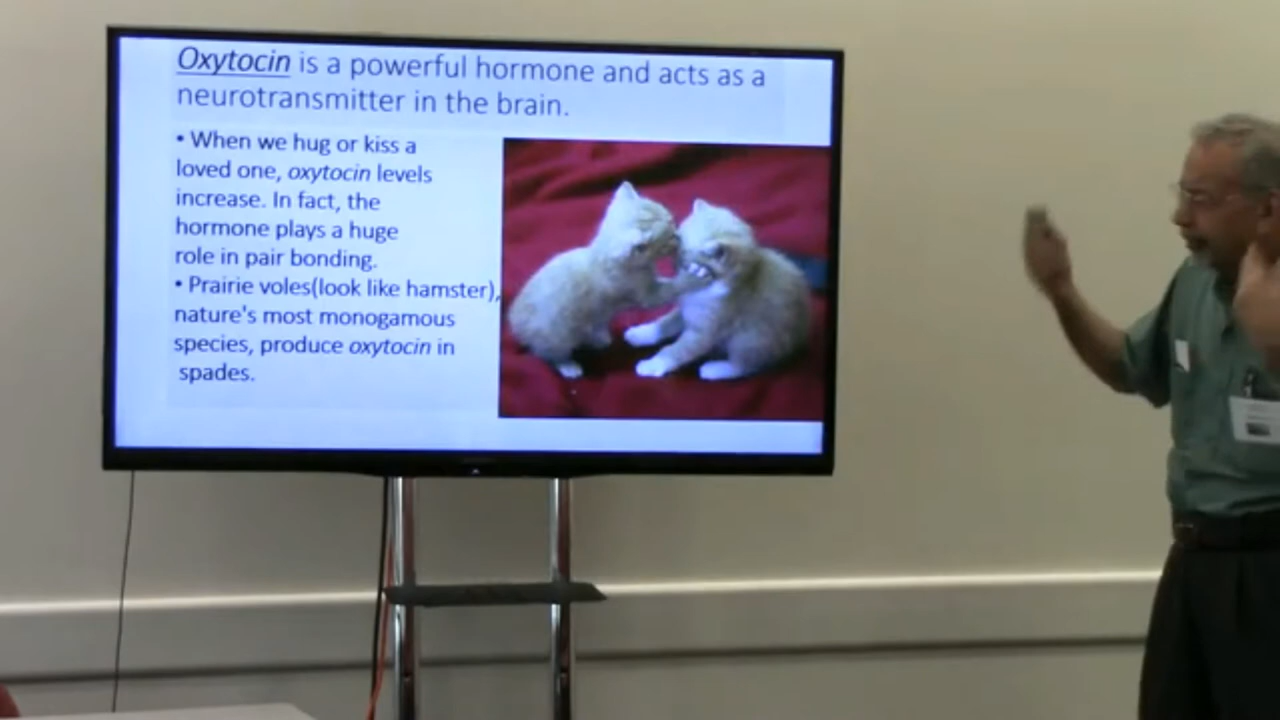 Oxytocin is a powerful hormone and acts as a
neurotransmitter in the brain.
• When we hug or kiss a
loved one, oxytocin levels
increase. In fact, the
hormone plays a huge
role in pair bonding.
• Prairie voles(look like hamster),
nature's most monogamous
species, produce oxytocin in
spades.